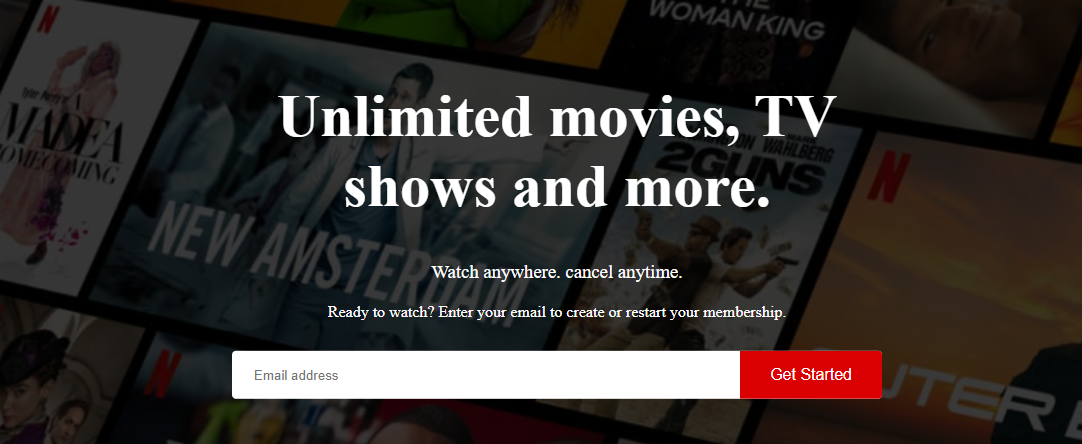 THE
WOMAN KING
N
Tyler Perry's
A
MADEA
HOMECOMING
Unlimited movies, TV
shows and more.
MARK
WAHLBERG
2GUNS
N
NEW AMSTERDAM
Watch anywhere. cancel anytime.
Ready to watch? Enter your email to create or restart your membership.
N
Email address
Get Started
UTER B